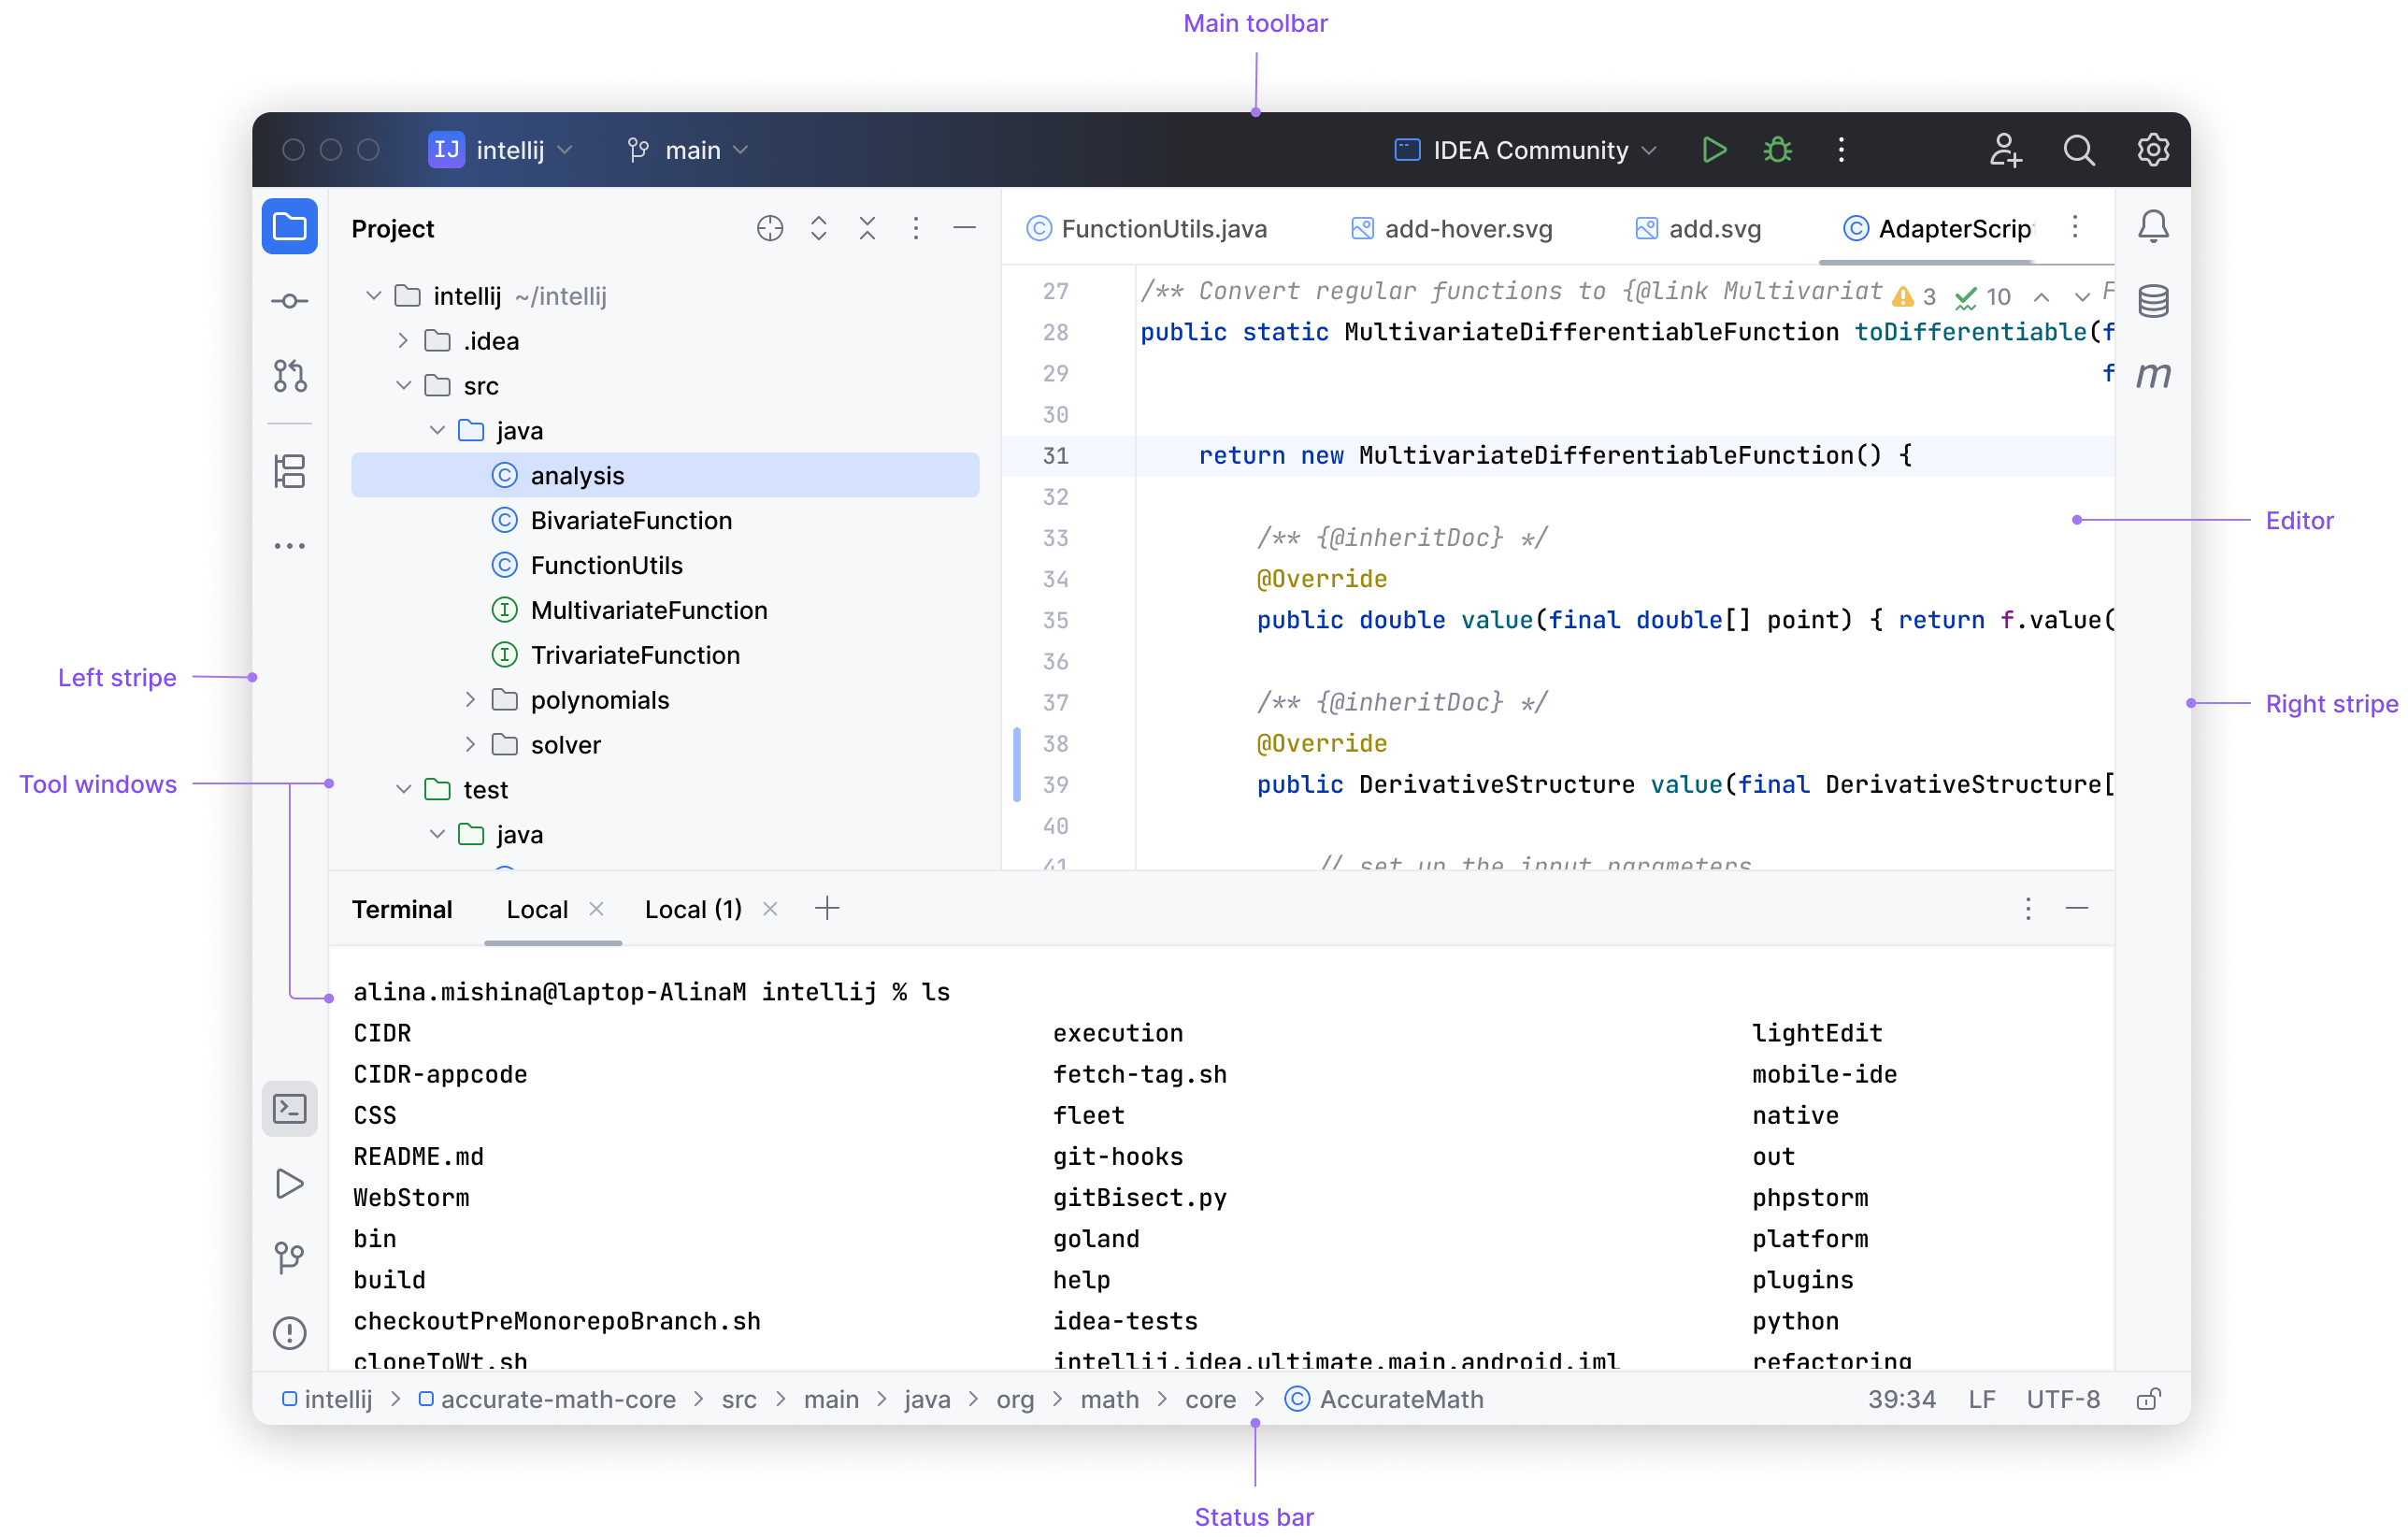 Main toolbar
IJ intellij main IDEA Community
Project
intellij ~/intellij
.idea
src
java
analysis
BivariateFunction
FunctionUtils
MultivariateFunction
TrivariateFunction
polynomials
solver
test
java
FunctionUtils.java add-hover.svg add.svg AdapterScrip
27 /** Convert regular functions to {@link Multivariat 3 10
28 public static MultivariateDifferentiableFunction toDifferentiable(f
29 f
30
31 return new MultivariateDifferentiableFunction() {
32
33 /** {@inheritDoc} */
34 @Override
35 public double value(final double[] point) { return f.value(
36
37 /** {@inheritDoc} */
38 @Override
39 public DerivativeStructure value(final DerivativeStructure[
40
41 // set up the input parameters
m
Editor
Left stripe
Right stripe
Tool windows
Terminal Local Local (1)
alina.mishina@laptop-AlinaM intellij % ls
CIDR execution lightEdit
CIDR-appcode fetch-tag.sh mobile-ide
CSS fleet native
README.md git-hooks out
WebStorm gitBisect.py phpstorm
bin goland platform
build help plugins
checkoutPreMonorepoBranch.sh idea-tests python
cloneToWt.sh intellij.idea.ultimate.main.android.iml refactoring
intellij > accurate-math-core > src > main > java > org > math > core > AccurateMath 39:34 LF UTF-8
Status bar